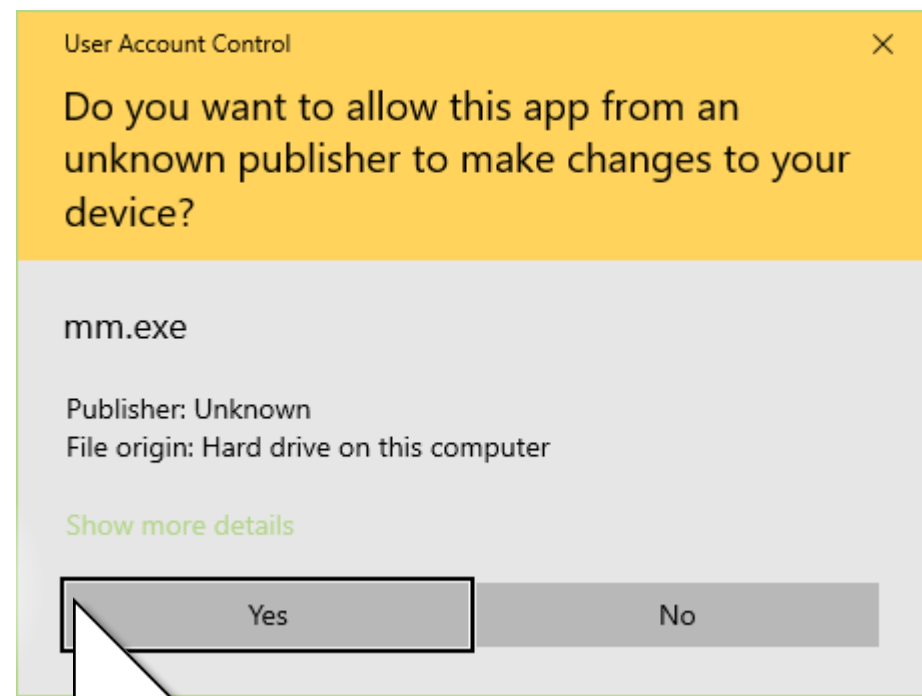 User Account Control
Do you want to allow this app from an
unknown publisher to make changes to your
device?
mm.exe
Publisher: Unknown
File origin: Hard drive on this computer
Show more details
Yes
No